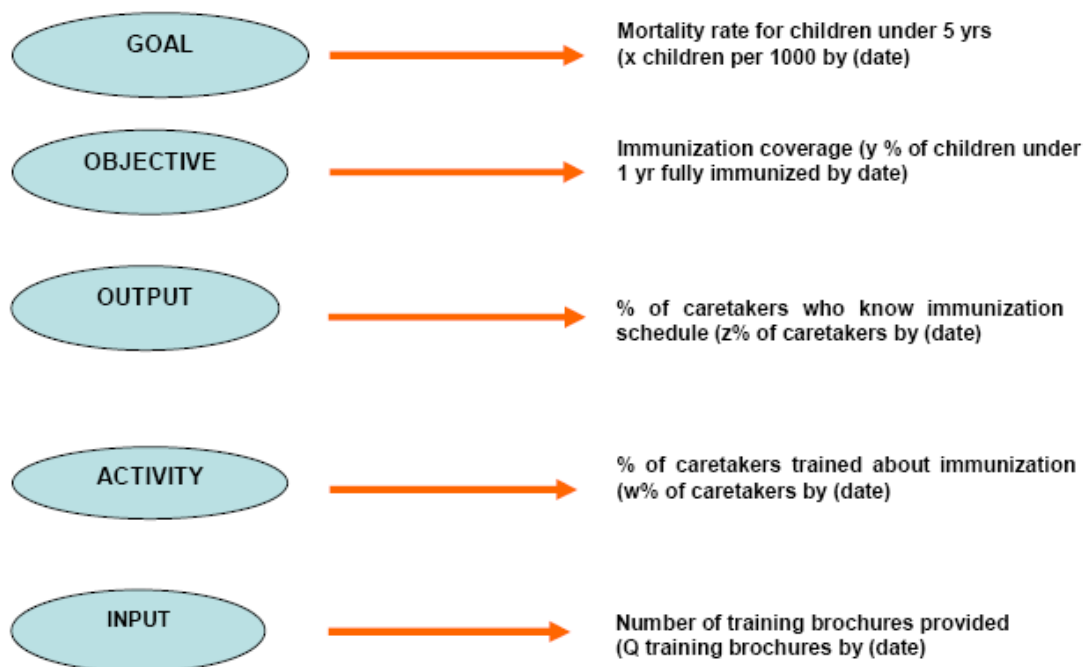 GOAL
Mortality rate for children under 5 yrs
(x children per 1000 by (date)
OBJECTIVE
Immunization coverage (y % of children under
1 yr fully immunized by date)
OUTPUT
% of caretakers who know immunization
schedule (z% of caretakers by (date)
ACTIVITY
% of caretakers trained about immunization
(w% of caretakers by (date)
INPUT
Number of training brochures provided
(Q training brochures by (date)